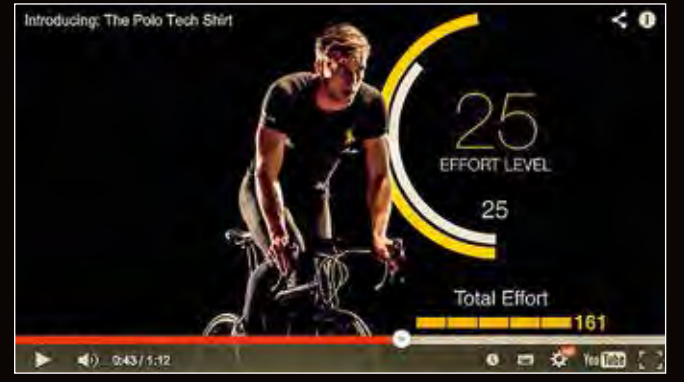 Introducing: The Polo Tech Shirt
25
EFFORT LEVEL
25
Total Effort
161
0:43 / 1:12
YouTube